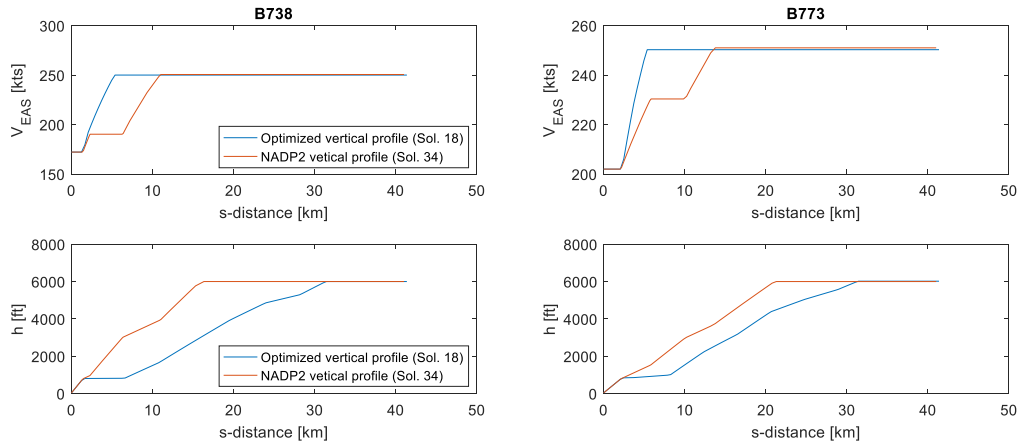 B738
300
250
200
150
V_EAS [kts]
0 10 20 30 40 50
s-distance [km]
Optimized vertical profile (Sol. 18)
NADP2 vetical profile (Sol. 34)
B773
260
240
220
200
V_EAS [kts]
0 10 20 30 40 50
s-distance [km]
8000
6000
4000
2000
0
h [ft]
0 10 20 30 40 50
s-distance [km]
Optimized vertical profile (Sol. 18)
NADP2 vetical profile (Sol. 34)
8000
6000
4000
2000
0
h [ft]
0 10 20 30 40 50
s-distance [km]